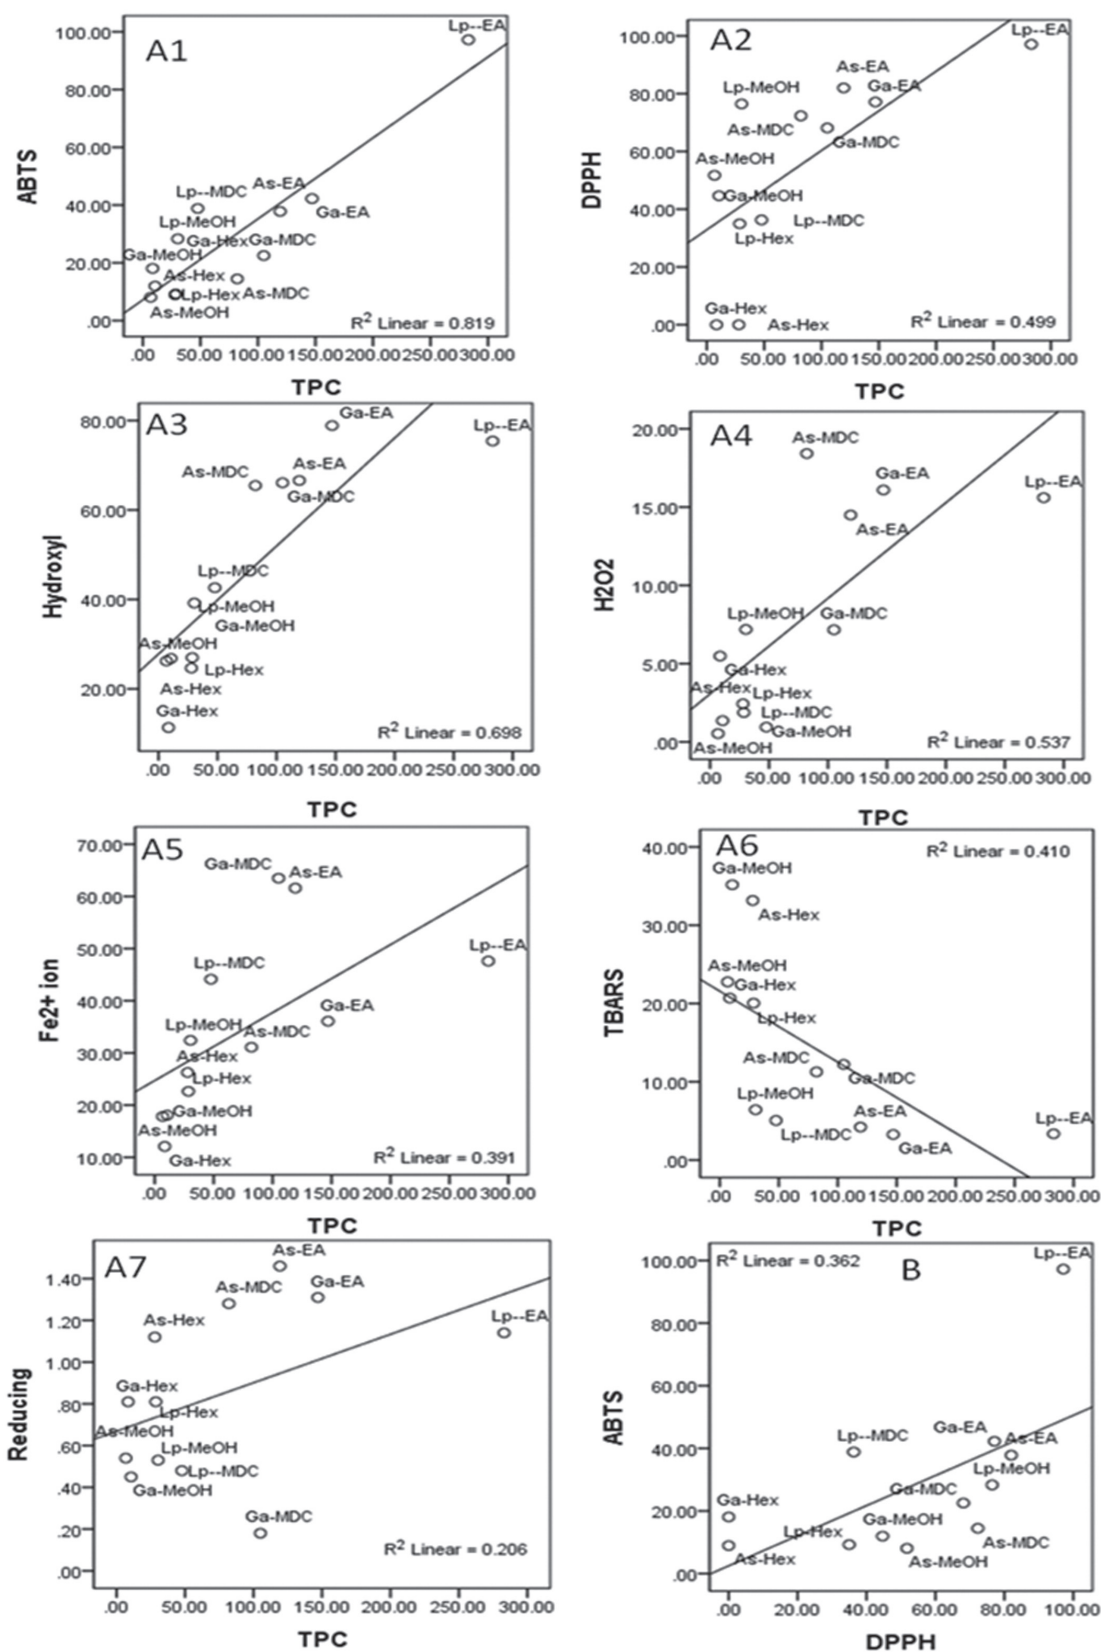 A1
ABTS
100.00
80.00
60.00
40.00
20.00
.00
Lp--EA
Lp--MDC
As-EA
Ga-EA
Lp-MeOH
Ga-Hex
Ga-MDC
Ga-MeOH
As-Hex
Lp-Hex
As-MDC
As-MeOH
R2 Linear = 0.819
.00 50.00 100.00 150.00 200.00 250.00 300.00
TPC
A2
DPPH
100.00
80.00
60.00
40.00
20.00
.00
Lp--EA
As-EA
Lp-MeOH
Ga-EA
As-MDC
Ga-MDC
As-MeOH
Ga-MeOH
Lp--MDC
Lp-Hex
Ga-Hex
As-Hex
R2 Linear = 0.499
.00 50.00 100.00 150.00 200.00 250.00 300.00
TPC
A3
Hydroxyl
80.00
60.00
40.00
20.00
Ga-EA
Lp--EA
As-MDC
As-EA
Ga-MDC
Lp--MDC
Lp-MeOH
Ga-MeOH
As-MeOH
Lp-Hex
As-Hex
Ga-Hex
R2 Linear = 0.698
.00 50.00 100.00 150.00 200.00 250.00 300.00
TPC
A4
H2O2
20.00
15.00
10.00
5.00
.00
As-MDC
Ga-EA
Lp--EA
As-EA
Lp-MeOH
Ga-MDC
Ga-Hex
As-Hex
Lp-Hex
Lp--MDC
Ga-MeOH
As-MeOH
R2 Linear = 0.537
.00 50.00 100.00 150.00 200.00 250.00 300.00
TPC
A5
Fe2+ ion
70.00
60.00
50.00
40.00
30.00
20.00
10.00
Ga-MDC
As-EA
Lp--EA
Lp--MDC
Ga-EA
Lp-MeOH
As-MDC
As-Hex
Lp-Hex
Ga-MeOH
As-MeOH
Ga-Hex
R2 Linear = 0.391
.00 50.00 100.00 150.00 200.00 250.00 300.00
TPC
A6
TBARS
40.00
30.00
20.00
10.00
.00
R2 Linear = 0.410
Ga-MeOH
As-Hex
As-MeOH
Ga-Hex
Lp-Hex
As-MDC
Ga-MDC
Lp-MeOH
As-EA
Lp--EA
Lp--MDC
Ga-EA
.00 50.00 100.00 150.00 200.00 250.00 300.00
TPC
A7
Reducing
1.40
1.20
1.00
.80
.60
.40
.20
.00
As-EA
As-MDC
Ga-EA
As-Hex
Lp--EA
Ga-Hex
Lp-Hex
As-MeOH
Lp-MeOH
Lp--MDC
Ga-MeOH
Ga-MDC
R2 Linear = 0.206
.00 50.00 100.00 150.00 200.00 250.00 300.00
TPC
B
ABTS
100.00
80.00
60.00
40.00
20.00
.00
R2 Linear = 0.362
Lp--EA
Ga-EA
Lp--MDC
As-EA
Lp-MeOH
Ga-MDC
Ga-Hex
Ga-MeOH
Lp-Hex
As-MDC
As-Hex
As-MeOH
.00 20.00 40.00 60.00 80.00 100.00
DPPH